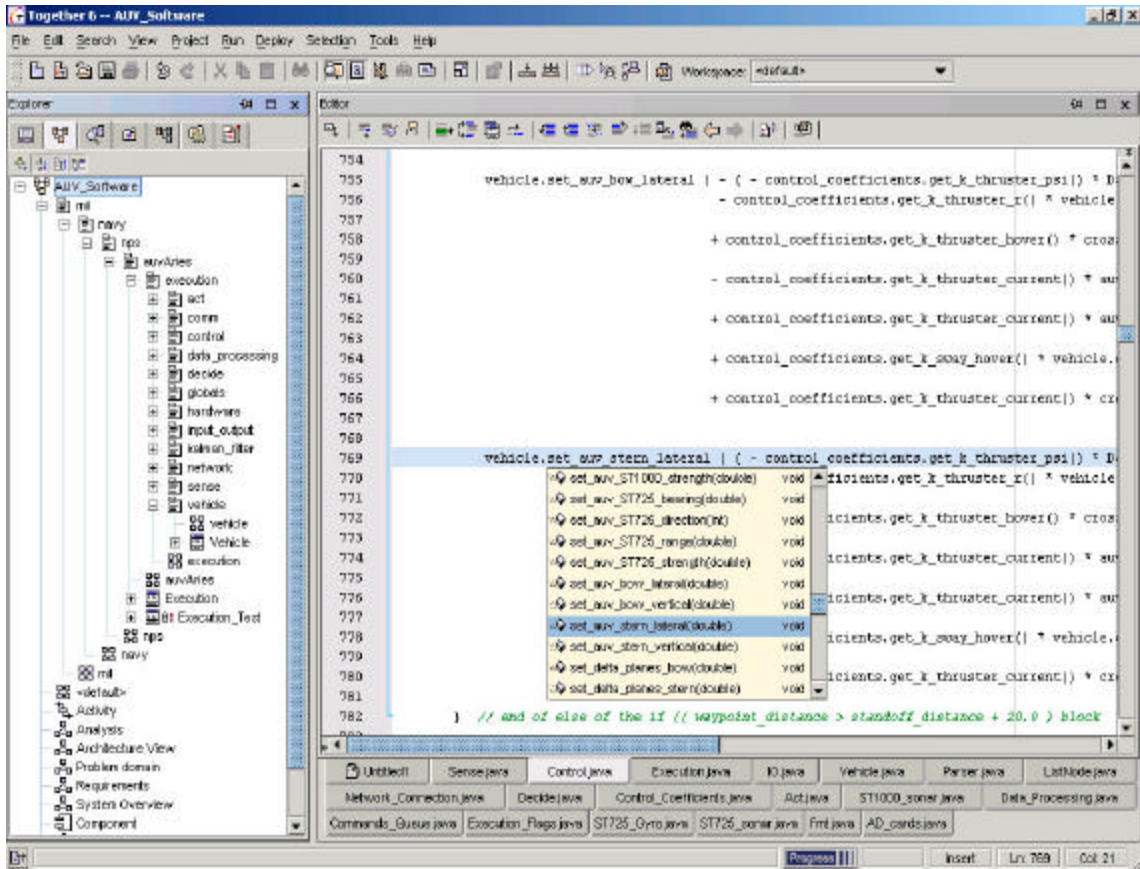 Together 6 -- AUV_Software
File Edit Search View Project Run Deploy Selection Tools Help
Workspace: <default>
Explorer
Editor
AUV_Software
mil
navy
nps
auvAries
execution
act
comm
control
data_processing
decide
globals
hardware
input_output
kalman_filter
network
sense
vehicle
vehicle
Vehicle
execution
auvAries
Execution
Execution_Test
nps
navy
mil
<default>
Activity
Analysis
Architecture View
Problem domain
Requirements
System Overview
Component
754
755 vehicle.set_auv_bow_lateral ( - ( - control_coefficients.get_k_thruster_psi() * D
756 - control_coefficients.get_k_thruster_r() * vehicle
757
758 + control_coefficients.get_k_thruster_hover() * cros
759
760 - control_coefficients.get_k_thruster_current() * au
761
762 + control_coefficients.get_k_thruster_current() * au
763
764 + control_coefficients.get_k_sway_hover() * vehicle.
765
766 + control_coefficients.get_k_thruster_current() * cr
767
768
769 vehicle.set_auv_stern_lateral ( ( - control_coefficients.get_k_thruster_psi() * D
770 ficients.get_k_thruster_r() * vehicle
771
772 icients.get_k_thruster_hover() * cros
773
774 icients.get_k_thruster_current() * au
775
776 icients.get_k_thruster_current() * au
777
778 icients.get_k_sway_hover() * vehicle.
779
780 icients.get_k_thruster_current() * cr
781
782 } // end of else of the if (( waypoint_distance > standoff_distance + 20.0 ) block
set_auv_ST1000_strength(double) void
set_auv_ST725_bearing(double) void
set_auv_ST725_direction(int) void
set_auv_ST725_range(double) void
set_auv_ST725_strength(double) void
set_auv_bow_lateral(double) void
set_auv_bow_vertical(double) void
set_auv_stern_lateral(double) void
set_auv_stern_vertical(double) void
set_delta_planes_bow(double) void
set_delta_planes_stern(double) void
Untitled1 Sense.java Control.java Execution.java IO.java Vehicle.java Parser.java ListNode.java
Network_Connection.java Decide.java Control_Coefficients.java Act.java ST1000_sonar.java Data_Processing.java
Commands_Queue.java Execution_Flags.java ST725_Gyro.java ST725_sonar.java Fmt.java AD_cards.java
Progress Insert Ln: 769 Col: 21